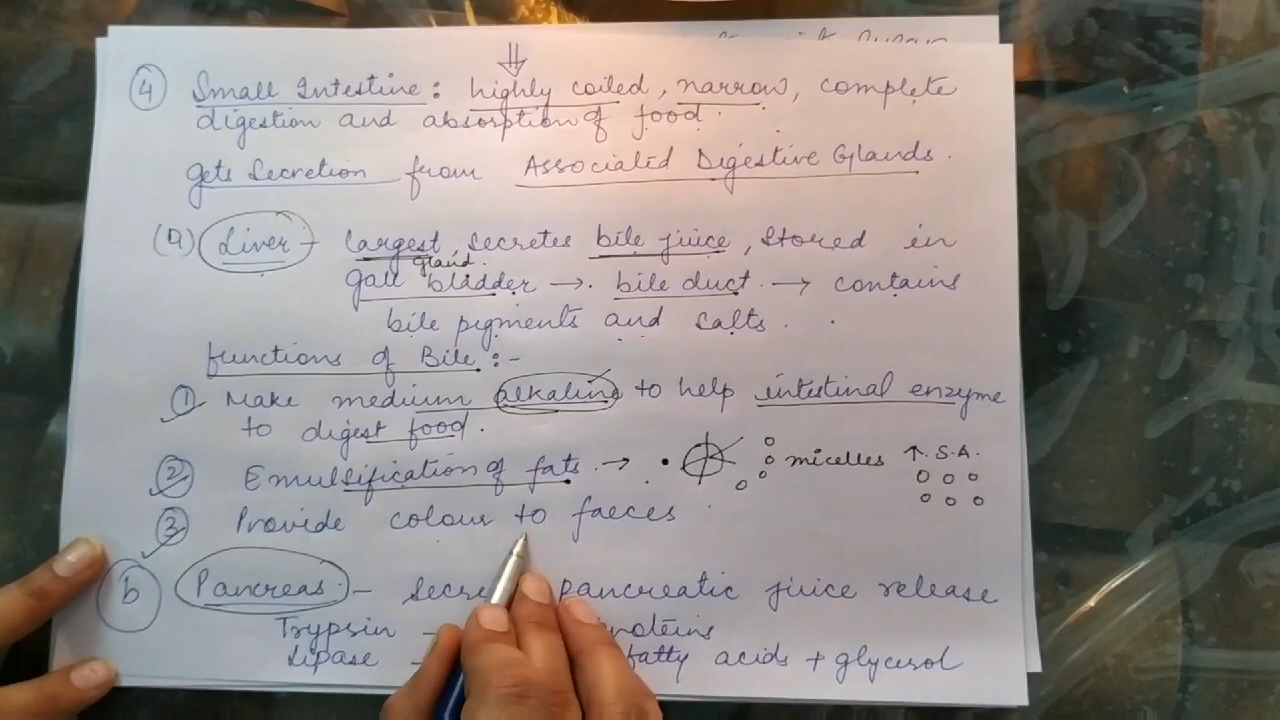 ④ Small Intestine: highly coiled, narrow, complete
digestion and absorption of food.
gets Secretion from Associated Digestive Glands.
(a) Liver - largest gland, secretes bile juice, stored in
gall bladder → bile duct → contains
bile pigments and salts.
functions of Bile :-
① Make medium alkaline to help intestinal enzyme
to digest food.
② Emulsification of fats. → micelles ↑ S.A.
③ Provide colour to faeces
b Pancreas - pancreatic juice release
Trypsin - proteins
Lipase - fatty acids + glycerol